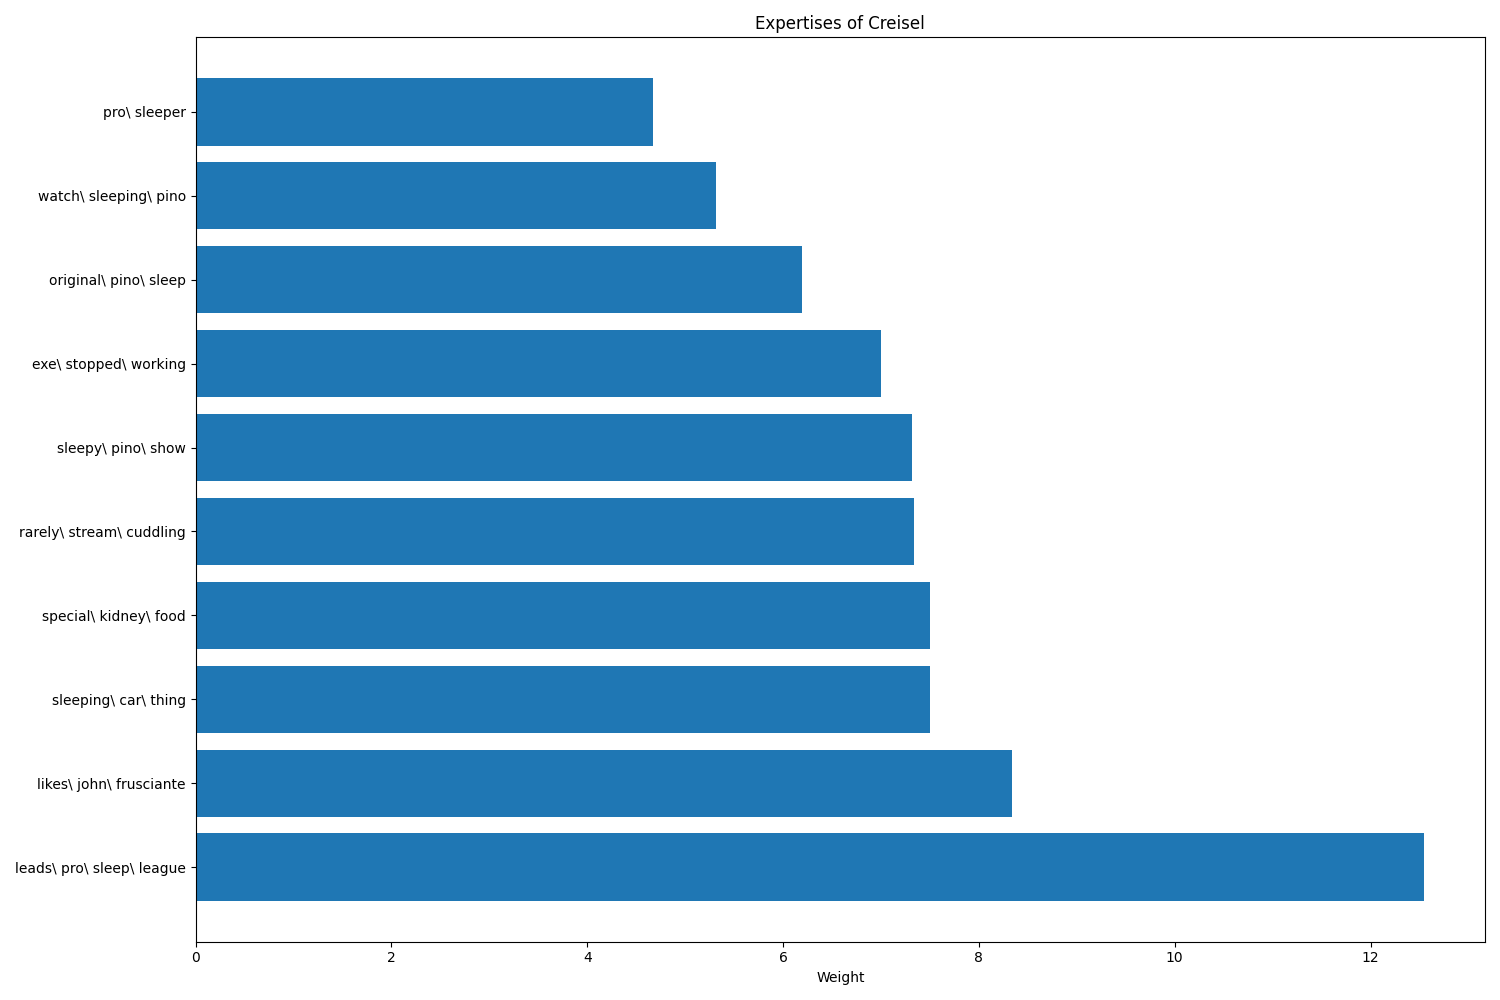 Expertises of Creisel
pro\ sleeper
watch\ sleeping\ pino
original\ pino\ sleep
exe\ stopped\ working
sleepy\ pino\ show
rarely\ stream\ cuddling
special\ kidney\ food
sleeping\ car\ thing
likes\ john\ frusciante
leads\ pro\ sleep\ league
0 2 4 6 8 10 12
Weight